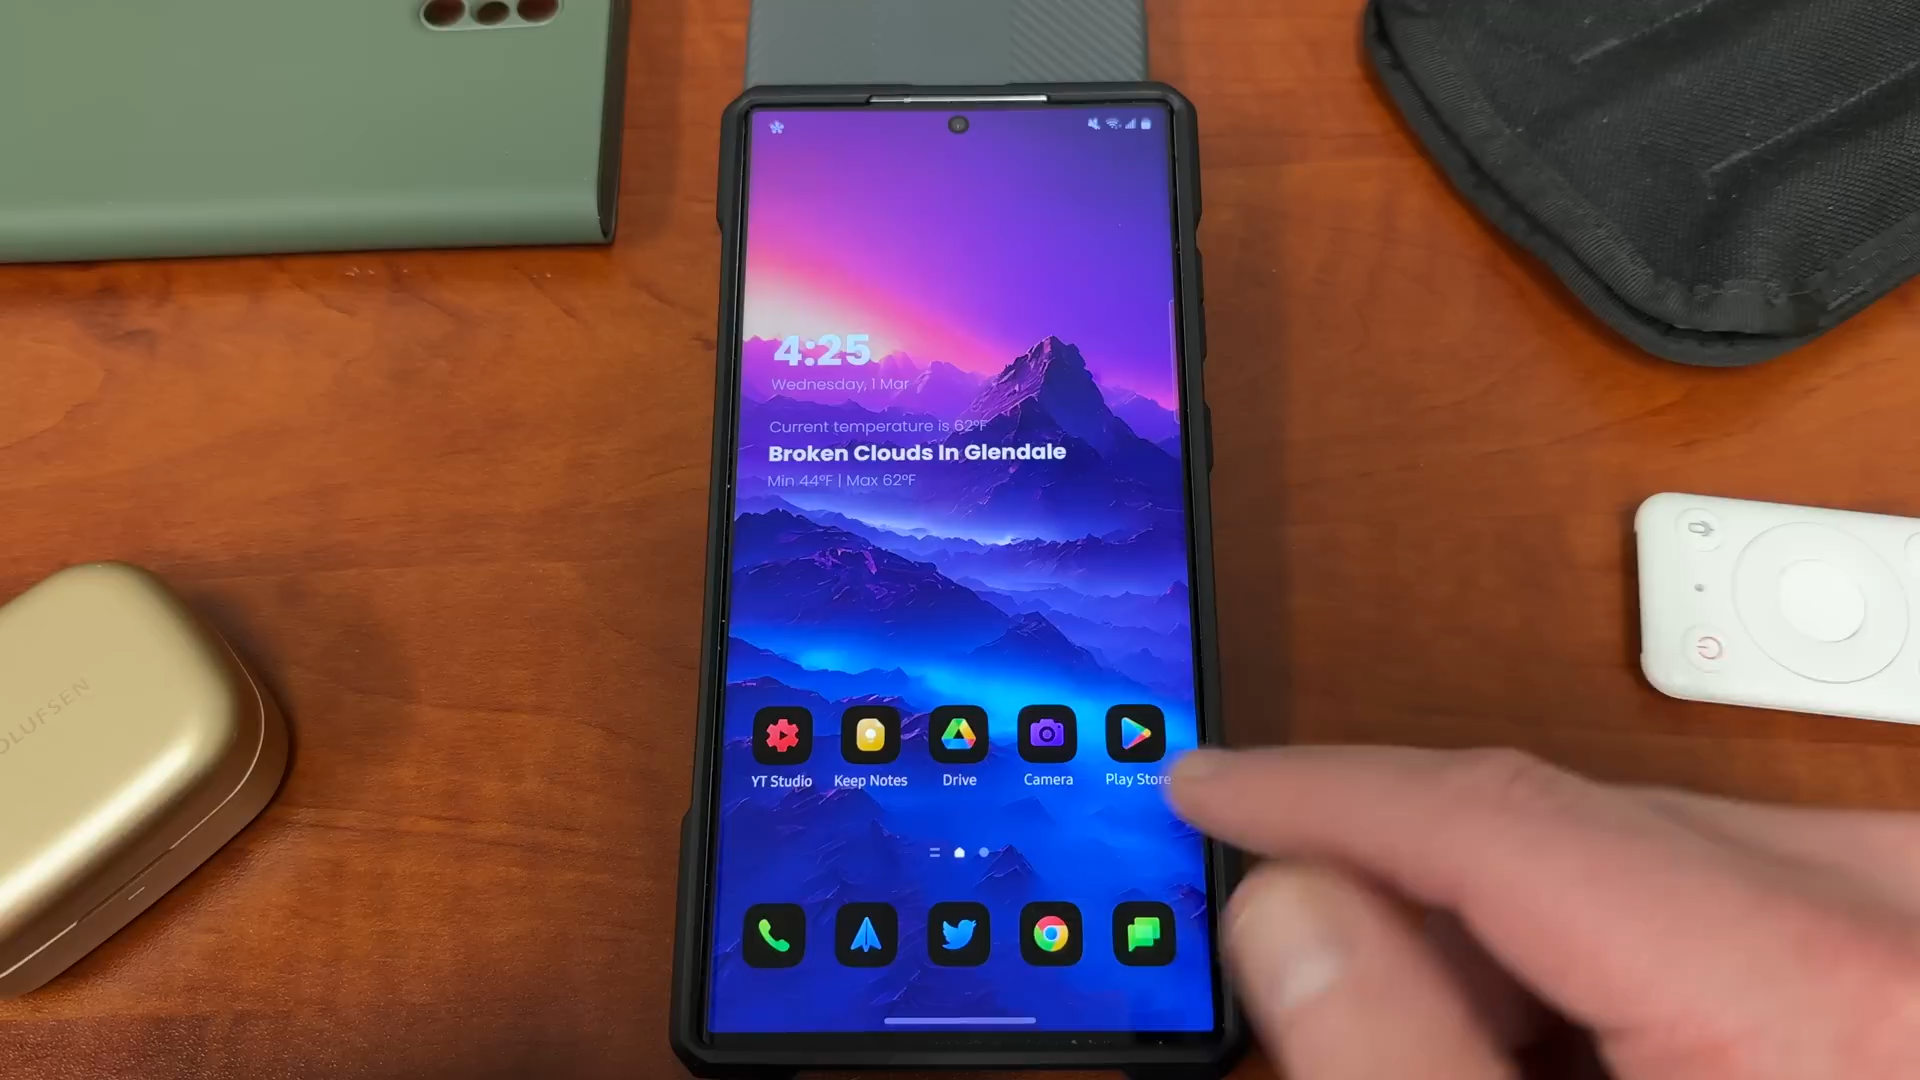 4:25
Wednesday, 1 Mar
Current temperature is 62°F
Broken Clouds In Glendale
Min 44°F | Max 62°F
YT Studio
Keep Notes
Drive
Camera
Play Store
OLUFSEN